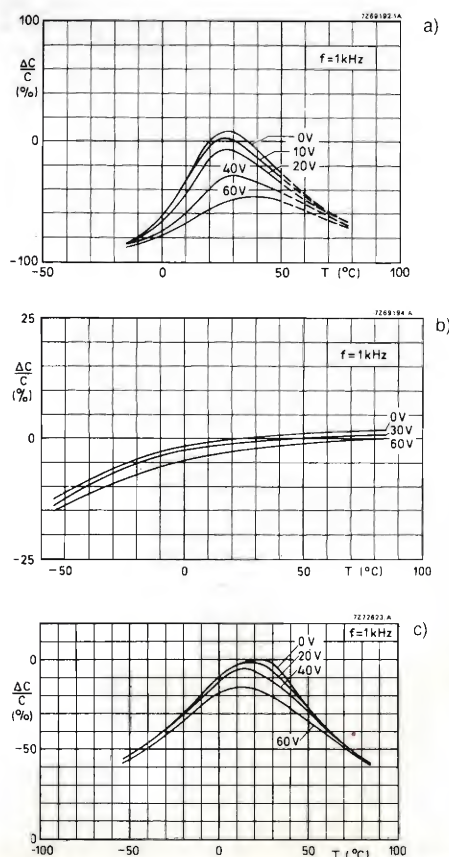 7Z69192.1A
a)
100
ΔC
C
(%)
f=1kHz
0V
10V
20V
40V
60V
0
-100
-50
0
50
T (°C)
100
7Z69194 A
b)
25
ΔC
C
(%)
f=1kHz
0V
30V
60V
0
-25
-50
0
50
T (°C)
100
7Z72823 A
c)
f=1kHz
0V
20V
40V
60V
0
ΔC
C
(%)
-50
0
-100
-50
0
50
T (°C)
100